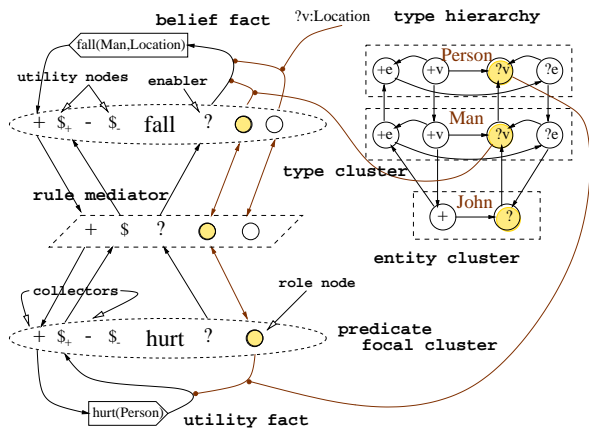 belief fact
?v:Location
type hierarchy
fall(Man,Location)
Person
+e +v ?v ?e
utility nodes
enabler
Man
+ $+ - $- fall ?
+e +v ?v ?e
type cluster
rule mediator
John
+ ?
+ $ ?
entity cluster
collectors
role node
+ $+ - $- hurt ?
predicate
focal cluster
hurt(Person)
utility fact